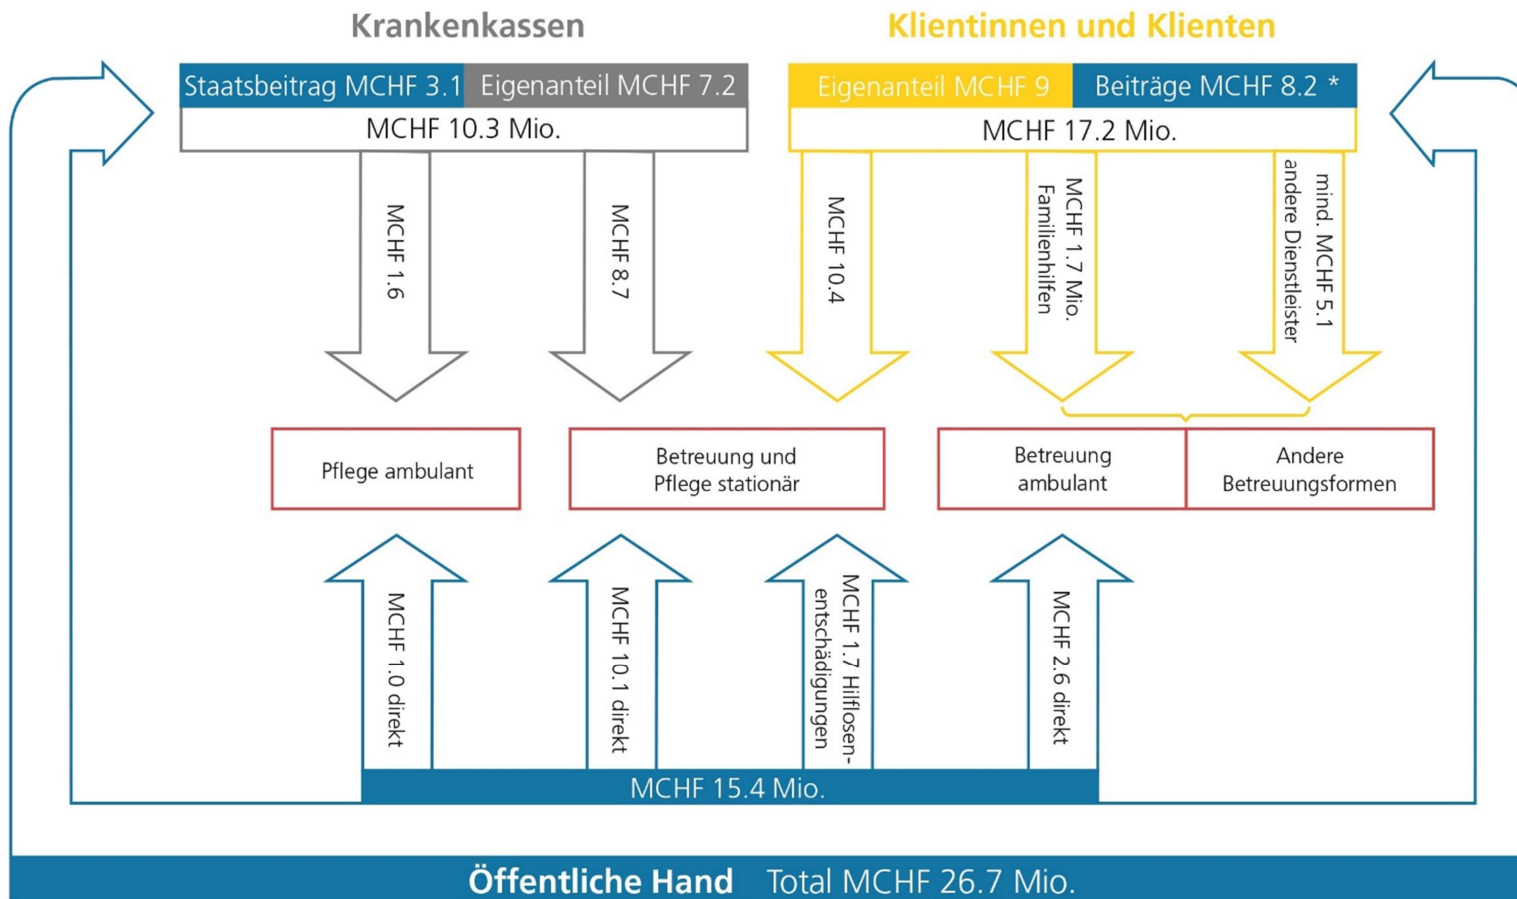 Krankenkassen
Klientinnen und Klienten
Staatsbeitrag MCHF 3.1
Eigenanteil MCHF 7.2
Eigenanteil MCHF 9
Beiträge MCHF 8.2 *
MCHF 10.3 Mio.
MCHF 17.2 Mio.
MCHF 1.6
MCHF 8.7
MCHF 10.4
MCHF 1.7 Mio.
Familienhilfen
mind. MCHF 5.1
andere Dienstleister
Pflege ambulant
Betreuung und
Pflege stationär
Betreuung
ambulant
Andere
Betreuungsformen
MCHF 1.0 direkt
MCHF 10.1 direkt
MCHF 1.7 Hilflosen-
entschädigungen
MCHF 2.6 direkt
MCHF 15.4 Mio.
Öffentliche Hand Total MCHF 26.7 Mio.